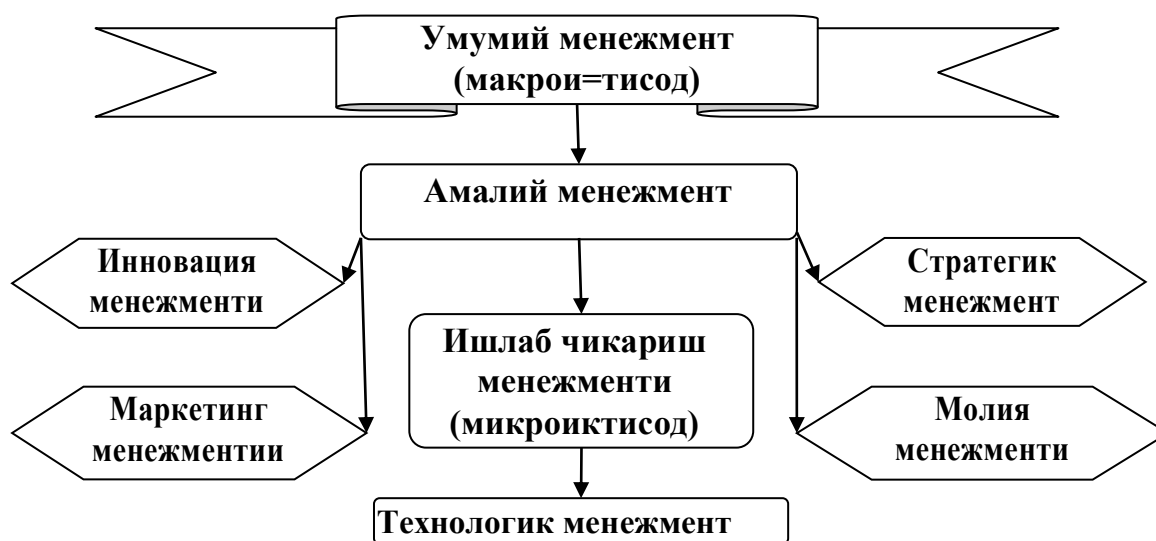 Умумий менежмент
(макрои=тисод)
Амалий менежмент
Инновация
менежменти
Стратегик
менежмент
Ишлаб чикариш
менежменти
(микроиктисод)
Маркетинг
менежментии
Молия
менежменти
Технологик менежмент